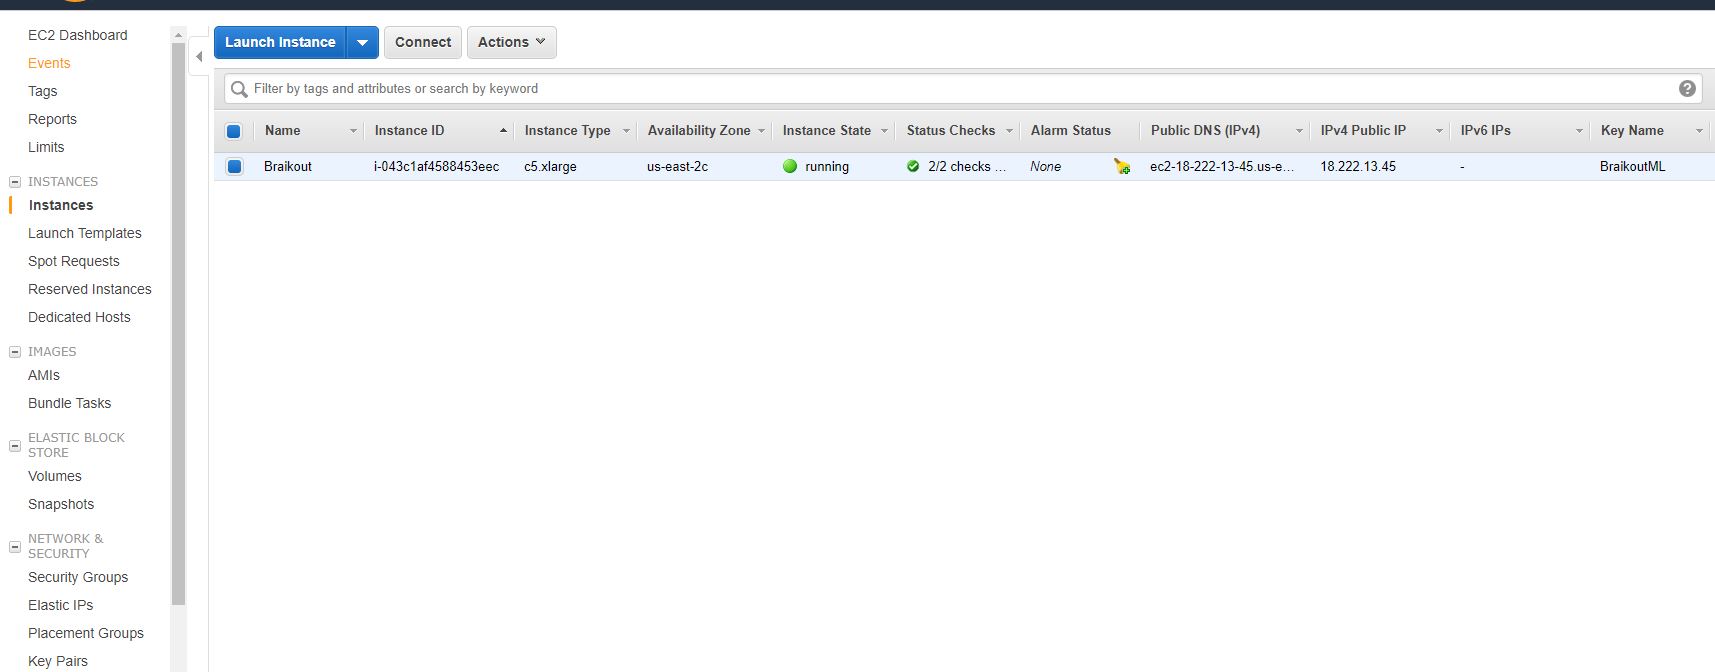 EC2 Dashboard
Events
Tags
Reports
Limits
INSTANCES
Instances
Launch Templates
Spot Requests
Reserved Instances
Dedicated Hosts
IMAGES
AMIs
Bundle Tasks
ELASTIC BLOCK
STORE
Volumes
Snapshots
NETWORK &
SECURITY
Security Groups
Elastic IPs
Placement Groups
Key Pairs
Launch Instance Connect Actions
Filter by tags and attributes or search by keyword
Name Instance ID Instance Type Availability Zone Instance State Status Checks Alarm Status Public DNS (IPv4) IPv4 Public IP IPv6 IPs Key Name
Braikout i-043c1af4588453eec c5.xlarge us-east-2c running 2/2 checks ... None ec2-18-222-13-45.us-e... 18.222.13.45 - BraikoutML